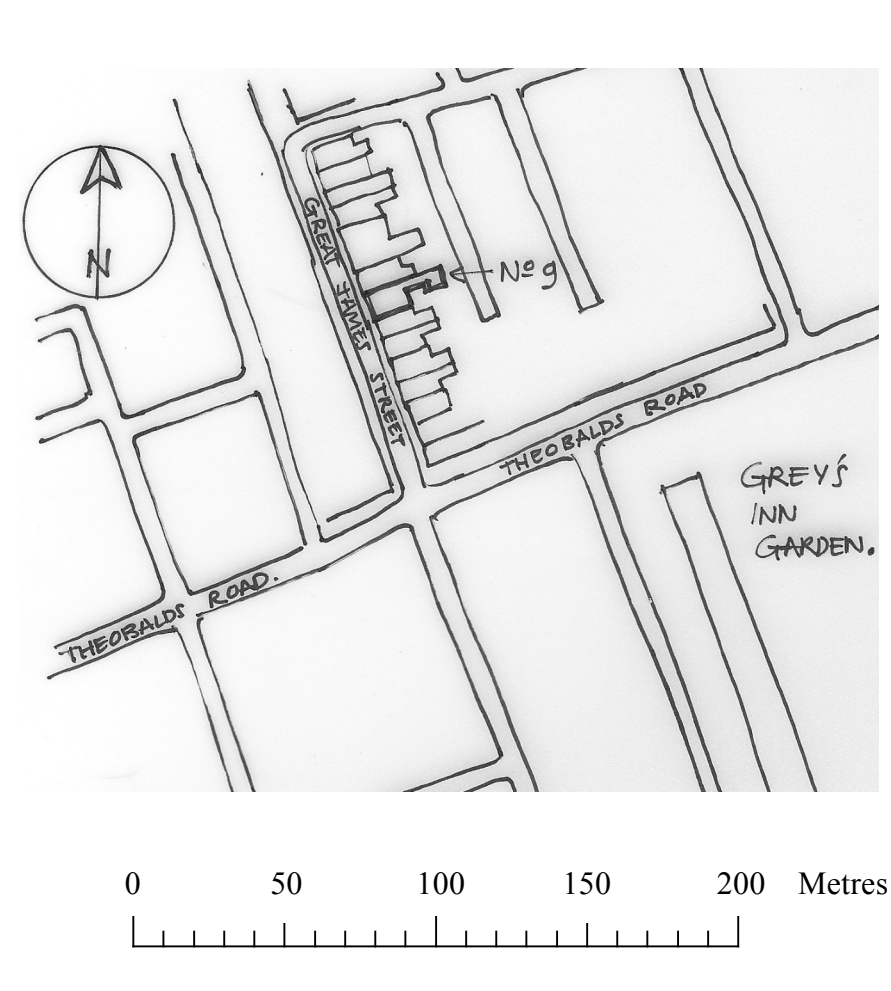 N
GREAT JAMES STREET
Nº 9
THEOBALDS ROAD
GREY'S
INN
GARDEN.
THEOBALDS ROAD.
0 50 100 150 200 Metres